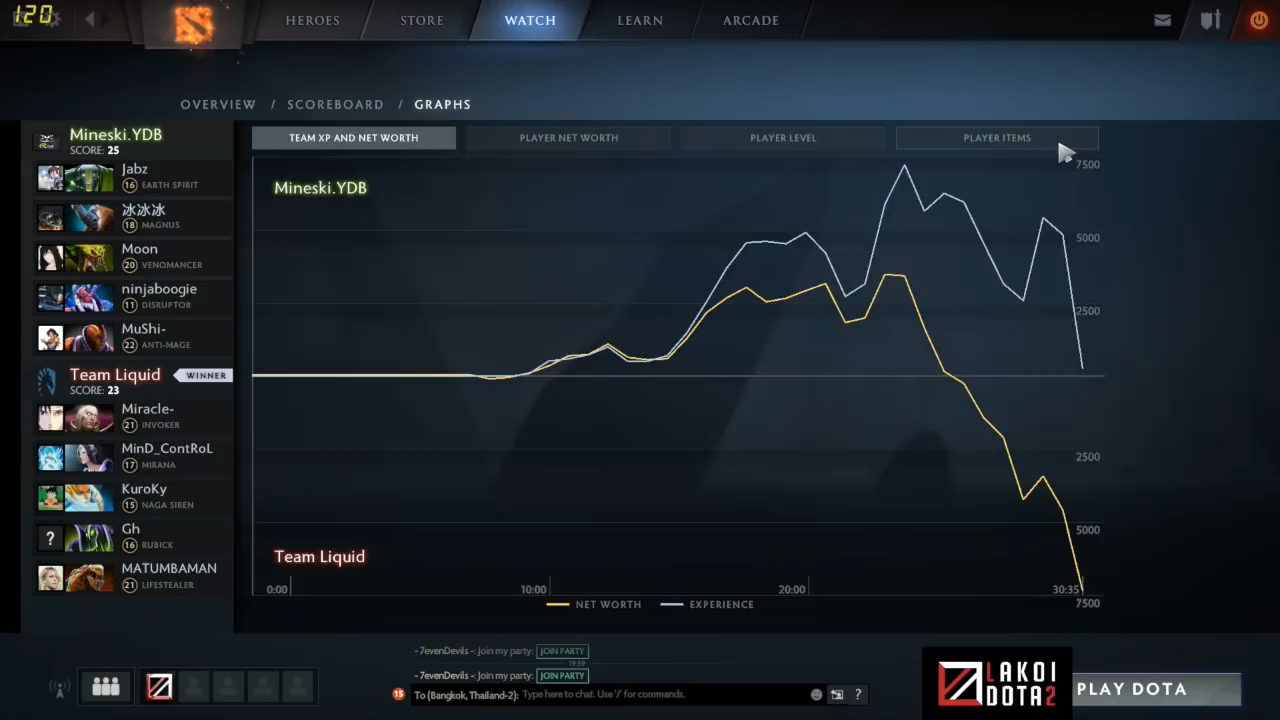 120
HEROES
STORE
WATCH
LEARN
ARCADE
OVERVIEW / SCOREBOARD / GRAPHS
Mineski.YDB
SCORE: 25
Jabz
16 EARTH SPIRIT
冰冰冰
18 MAGNUS
Moon
20 VENOMANCER
ninjaboogie
11 DISRUPTOR
MuShi-
22 ANTI-MAGE
Team Liquid
WINNER
SCORE: 23
Miracle-
21 INVOKER
MinD_ContRoL
17 MIRANA
KuroKy
15 NAGA SIREN
?
Gh
16 RUBICK
MATUMBAMAN
21 LIFESTEALER
TEAM XP AND NET WORTH
PLAYER NET WORTH
PLAYER LEVEL
PLAYER ITEMS
Mineski.YDB
7500
5000
2500
2500
5000
7500
Team Liquid
0:00
10:00
20:00
30:35
NET WORTH
EXPERIENCE
- 7evenDevils -: Join my party: JOIN PARTY
19:59
- 7evenDevils -: Join my party: JOIN PARTY
15
To (Bangkok, Thailand-2): Type here to chat. Use '/' for commands.
?
LAKOI
DOTA2
PLAY DOTA